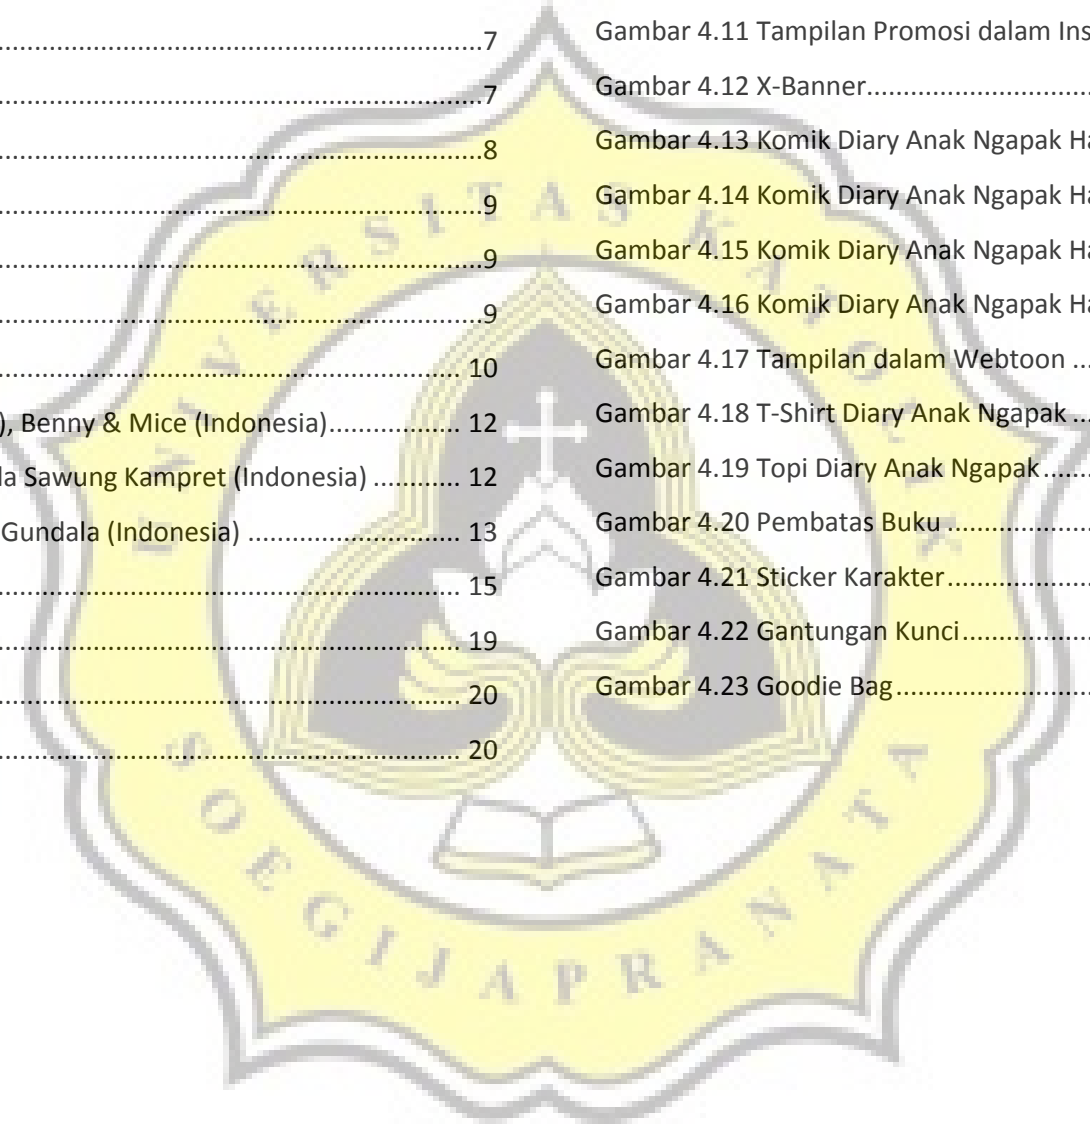 ...............................................................7
...............................................................7
...............................................................8
...............................................................9
...............................................................9
...............................................................9
............................................................ 10
), Benny & Mice (Indonesia)................. 12
la Sawung Kampret (Indonesia) ........... 12
Gundala (Indonesia) ........................... 13
............................................................ 15
............................................................ 19
............................................................ 20
............................................................ 20
Gambar 4.11 Tampilan Promosi dalam Ins
Gambar 4.12 X-Banner.............................
Gambar 4.13 Komik Diary Anak Ngapak Ha
Gambar 4.14 Komik Diary Anak Ngapak Ha
Gambar 4.15 Komik Diary Anak Ngapak Ha
Gambar 4.16 Komik Diary Anak Ngapak Ha
Gambar 4.17 Tampilan dalam Webtoon ...
Gambar 4.18 T-Shirt Diary Anak Ngapak ...
Gambar 4.19 Topi Diary Anak Ngapak.......
Gambar 4.20 Pembatas Buku ...................
Gambar 4.21 Sticker Karakter...................
Gambar 4.22 Gantungan Kunci.................
Gambar 4.23 Goodie Bag.........................
UNIVERSITAS KATOLIK
SOEGIJAPRANATA